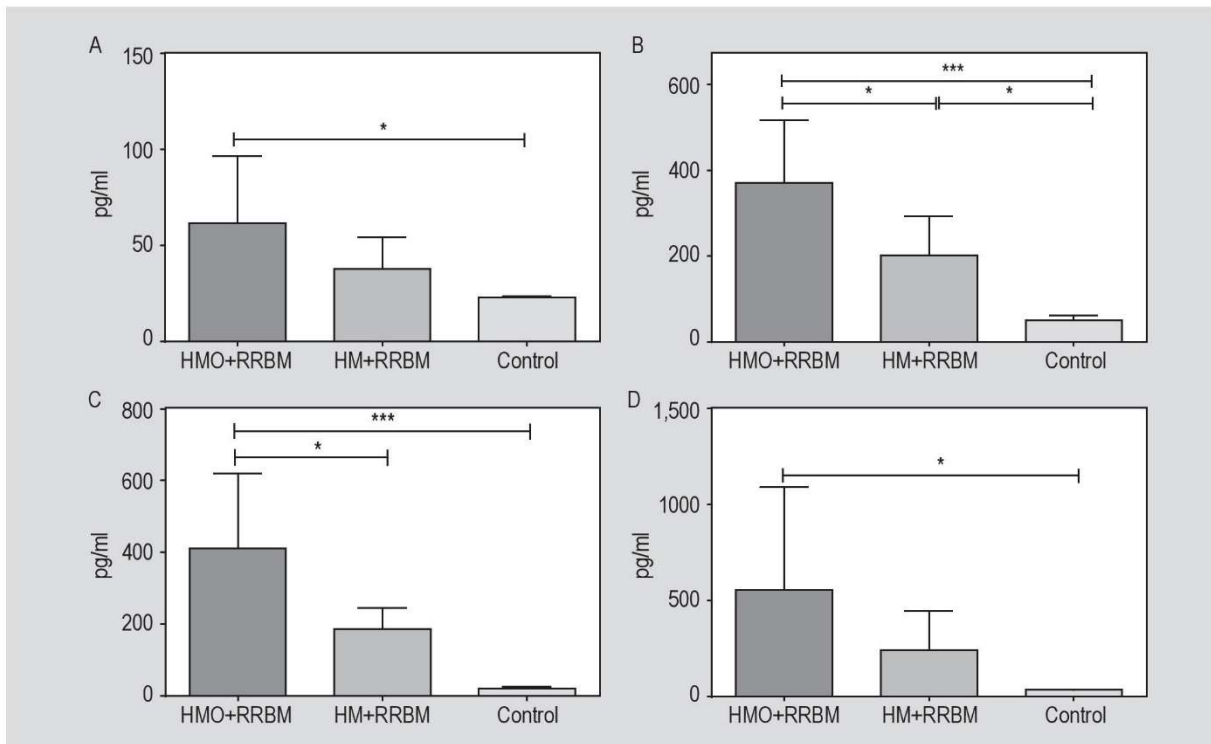 A
150
100
50
0
pg/ml
*
HMO+RRBM HM+RRBM Control
B
600
400
200
0
pg/ml
***
* *
HMO+RRBM HM+RRBM Control
C
800
600
400
200
0
pg/ml
***
*
HMO+RRBM HM+RRBM Control
D
1,500
1000
500
0
pg/ml
*
HMO+RRBM HM+RRBM Control